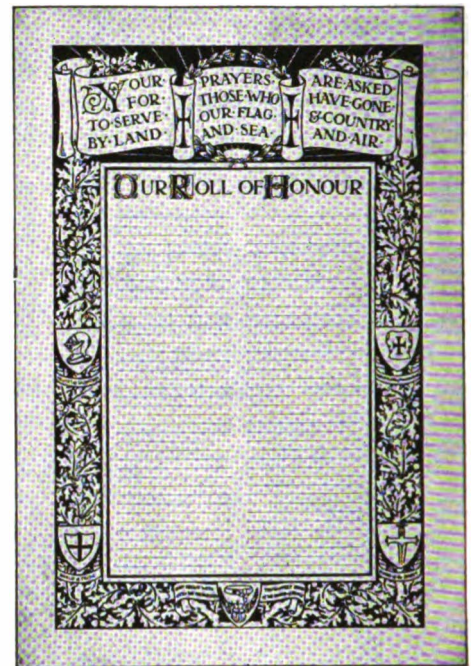 YOUR · PRAYERS · ARE · ASKED
FOR · THOSE · WHO HAVE · GONE
TO · SERVE · OUR · FLAG · & COUNTRY
BY · LAND · AND · SEA · AND · AIR ·
OUR ROLL OF HONOUR